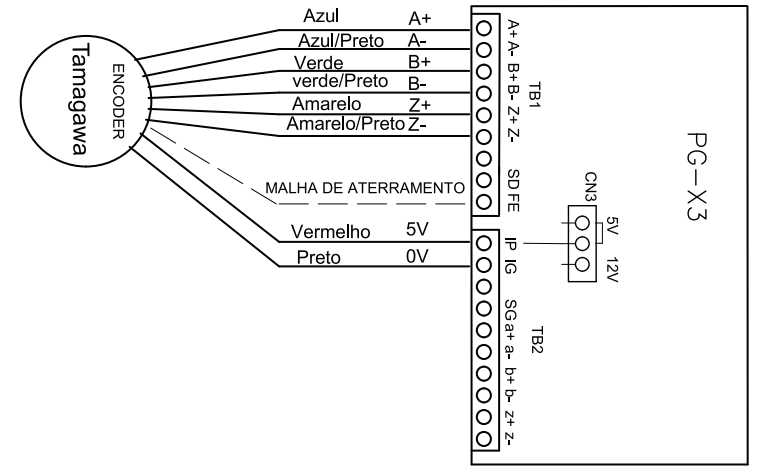 Azul A+
Azul/Preto A-
Verde B+
verde/Preto B-
Amarelo Z+
Amarelo/Preto Z-
MALHA DE ATERRAMENTO
Vermelho 5V
Preto 0V
ENCODER
Tamagawa
A+ A- B+ B- Z+ Z- SD FE
TB1
IP IG SG a+ a- b+ b- z+ z-
TB2
CN3
5V
12V
PG-X3